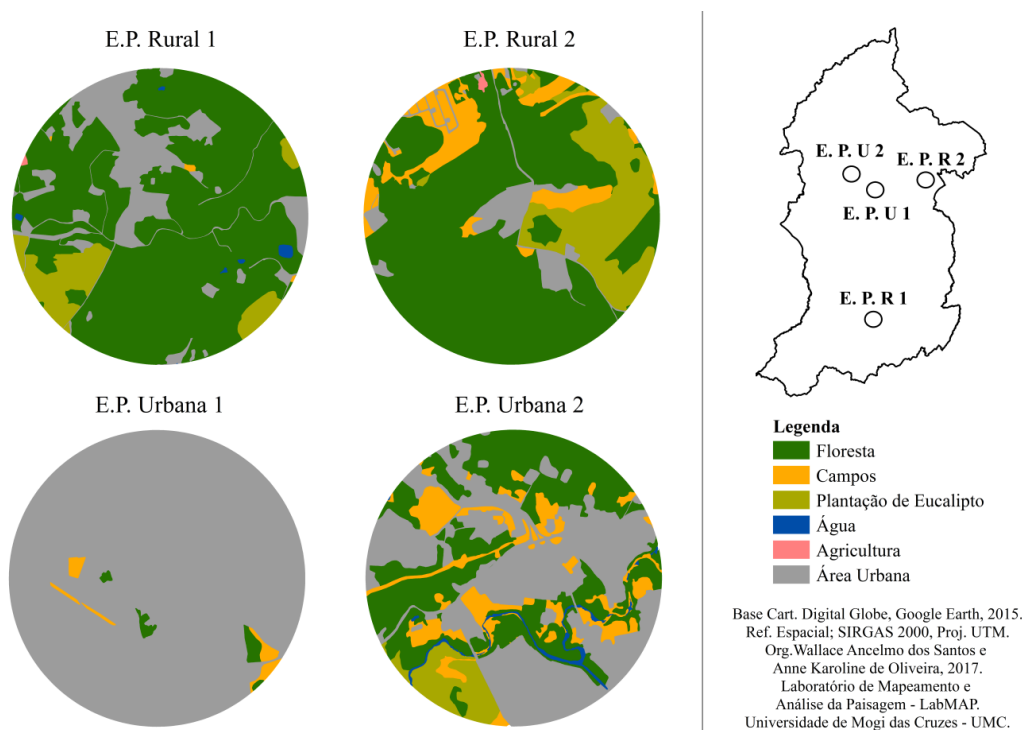 E.P. Rural 1
E.P. Rural 2
E.P. Urbana 1
E.P. Urbana 2
E. P. U 2
E. P. R 2
E. P. U 1
E. P. R 1
Legenda
Floresta
Campos
Plantação de Eucalipto
Água
Agricultura
Área Urbana
Base Cart. Digital Globe, Google Earth, 2015.
Ref. Espacial; SIRGAS 2000, Proj. UTM.
Org.Wallace Ancelmo dos Santos e
Anne Karoline de Oliveira, 2017.
Laboratório de Mapeamento e
Análise da Paisagem - LabMAP.
Universidade de Mogi das Cruzes - UMC.